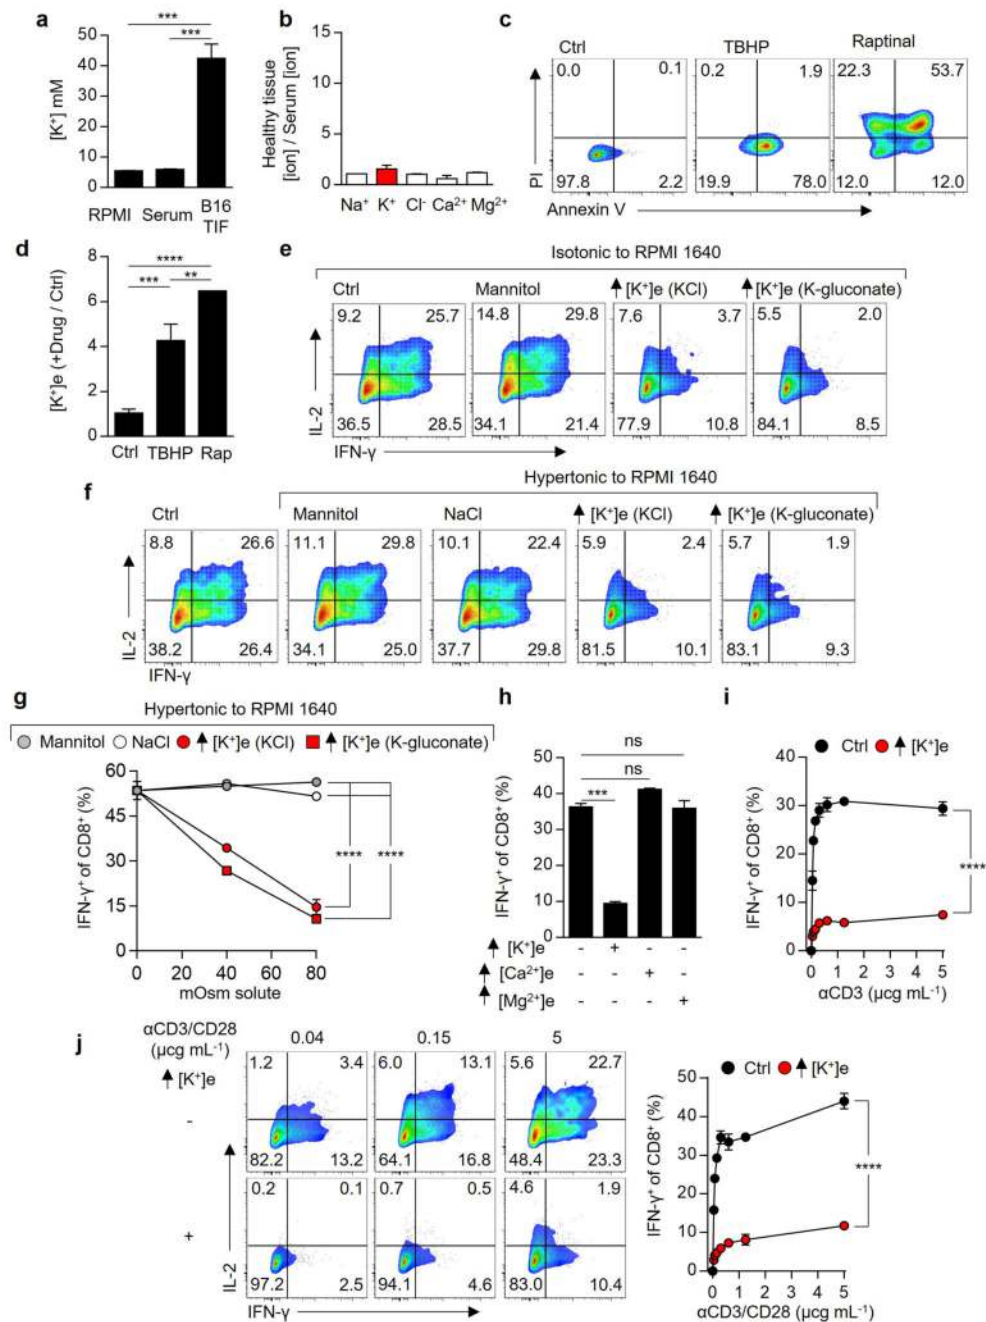 a
***
***
[K⁺] mM
50
40
30
20
10
0
RPMI
Serum
B16
TIF
b
Healthy tissue
[ion] / Serum [ion]
15
10
5
0
Na⁺ K⁺ Cl⁻ Ca²⁺ Mg²⁺
c
Ctrl
TBHP
Raptinal
0.0 0.1
97.8 2.2
0.2 1.9
19.9 78.0
22.3 53.7
12.0 12.0
PI
Annexin V
d
****
***
**
[K⁺]e (+Drug / Ctrl)
8
6
4
2
0
Ctrl TBHP Rap
e
Isotonic to RPMI 1640
Ctrl
Mannitol
[K⁺]e (KCl)
[K⁺]e (K-gluconate)
9.2 25.7
36.5 28.5
14.8 29.8
34.1 21.4
7.6 3.7
77.9 10.8
5.5 2.0
84.1 8.5
IL-2
IFN-γ
f
Hypertonic to RPMI 1640
Ctrl
Mannitol
NaCl
[K⁺]e (KCl)
[K⁺]e (K-gluconate)
8.8 26.6
38.2 26.4
11.1 29.8
34.1 25.0
10.1 22.4
37.7 29.8
5.9 2.4
81.5 10.1
5.7 1.9
83.1 9.3
IL-2
IFN-γ
g
Hypertonic to RPMI 1640
Mannitol NaCl [K⁺]e (KCl) [K⁺]e (K-gluconate)
IFN-γ⁺ of CD8⁺ (%)
60
45
30
15
0
**** ****
0 40 80
mOsm solute
h
ns
ns
***
IFN-γ⁺ of CD8⁺ (%)
50
40
30
20
10
0
[K⁺]e - + - -
[Ca²⁺]e - - + -
[Mg²⁺]e - - - +
i
Ctrl [K⁺]e
IFN-γ⁺ of CD8⁺ (%)
40
30
20
10
0
****
0 1 2 3 4 5
αCD3 (μcg mL⁻¹)
j
αCD3/CD28
(μcg mL⁻¹)
0.04 0.15 5
[K⁺]e
-
1.2 3.4
82.2 13.2
6.0 13.1
64.1 16.8
5.6 22.7
48.4 23.3
+
0.2 0.1
97.2 2.5
0.7 0.5
94.1 4.6
4.6 1.9
83.0 10.4
IL-2
IFN-γ
Ctrl [K⁺]e
IFN-γ⁺ of CD8⁺ (%)
50
40
30
20
10
0
****
0 1 2 3 4 5
αCD3/CD28 (μcg mL⁻¹)